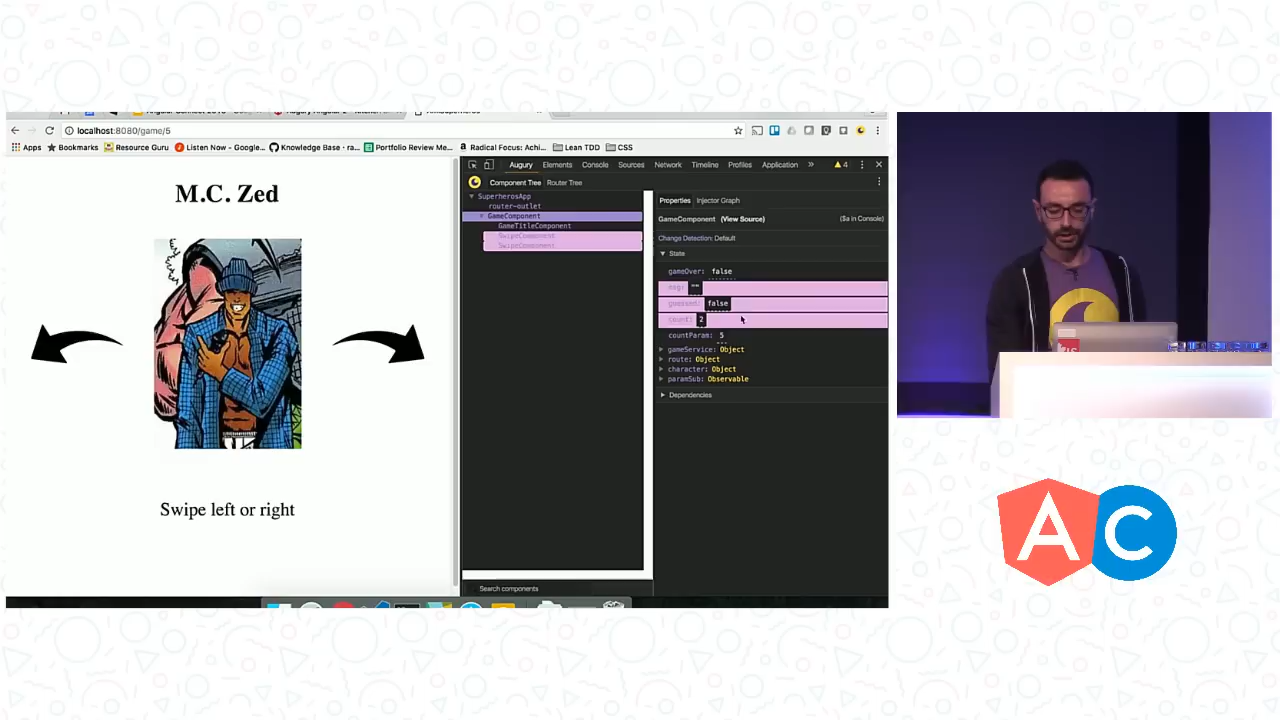 localhost:8080/game/5
Apps
Bookmarks
Resource Guru
Listen Now - Google...
Knowledge Base - ra...
Portfolio Review Me...
Radical Focus: Achi...
Lean TDD
CSS
M.C. Zed
Swipe left or right
Augury
Elements
Console
Sources
Network
Timeline
Profiles
Application
»
4
Component Tree
Router Tree
SuperherosApp
router-outlet
GameComponent
GameTitleComponent
SwipeComponent
SwipeComponent
Search components
Properties
Injector Graph
GameComponent (View Source)
($a in Console)
Change Detection: Default
State
gameOver: false
msg: ""
guessed: false
count: 2
countParam: 5
gameService: Object
route: Object
character: Object
paramSub: Observable
Dependencies
A
C